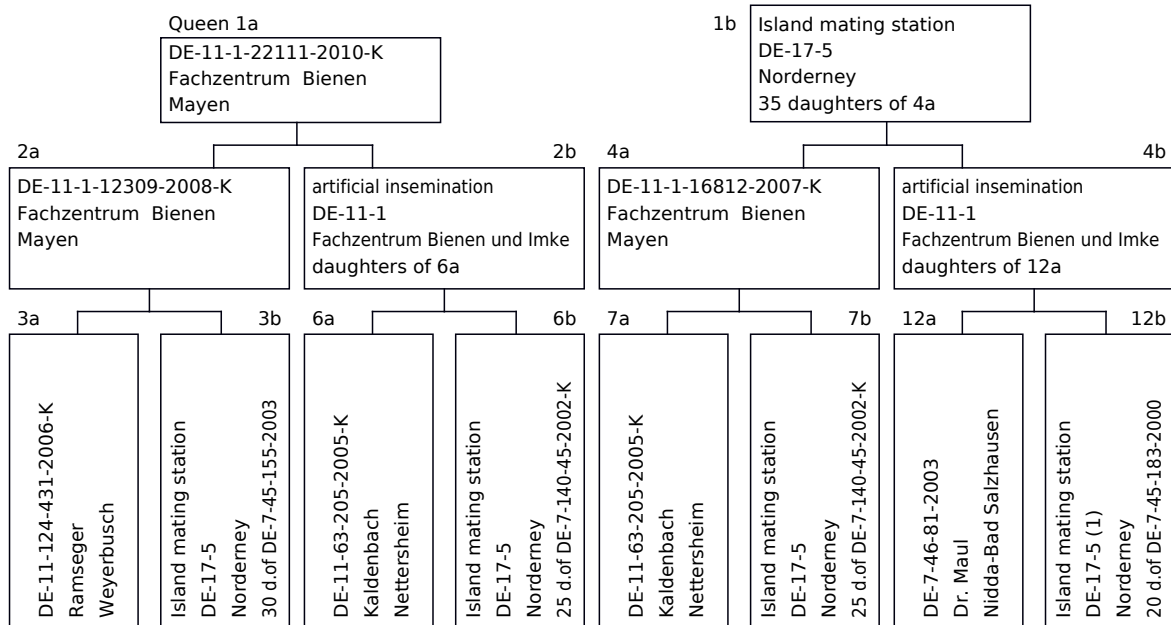 Queen 1a
DE-11-1-22111-2010-K
Fachzentrum Bienen
Mayen
1b
Island mating station
DE-17-5
Norderney
35 daughters of 4a
2a
DE-11-1-12309-2008-K
Fachzentrum Bienen
Mayen
2b
artificial insemination
DE-11-1
Fachzentrum Bienen und Imke
daughters of 6a
4a
DE-11-1-16812-2007-K
Fachzentrum Bienen
Mayen
4b
artificial insemination
DE-11-1
Fachzentrum Bienen und Imke
daughters of 12a
3a
DE-11-124-431-2006-K
Ramseger
Weyerbusch
3b
Island mating station
DE-17-5
Norderney
30 d.of DE-7-45-155-2003
6a
DE-11-63-205-2005-K
Kaldenbach
Nettersheim
6b
Island mating station
DE-17-5
Norderney
25 d.of DE-7-140-45-2002-K
7a
DE-11-63-205-2005-K
Kaldenbach
Nettersheim
7b
Island mating station
DE-17-5
Norderney
25 d.of DE-7-140-45-2002-K
12a
DE-7-46-81-2003
Dr. Maul
Nidda-Bad Salzhausen
12b
Island mating station
DE-17-5 (1)
Norderney
20 d.of DE-7-45-183-2000